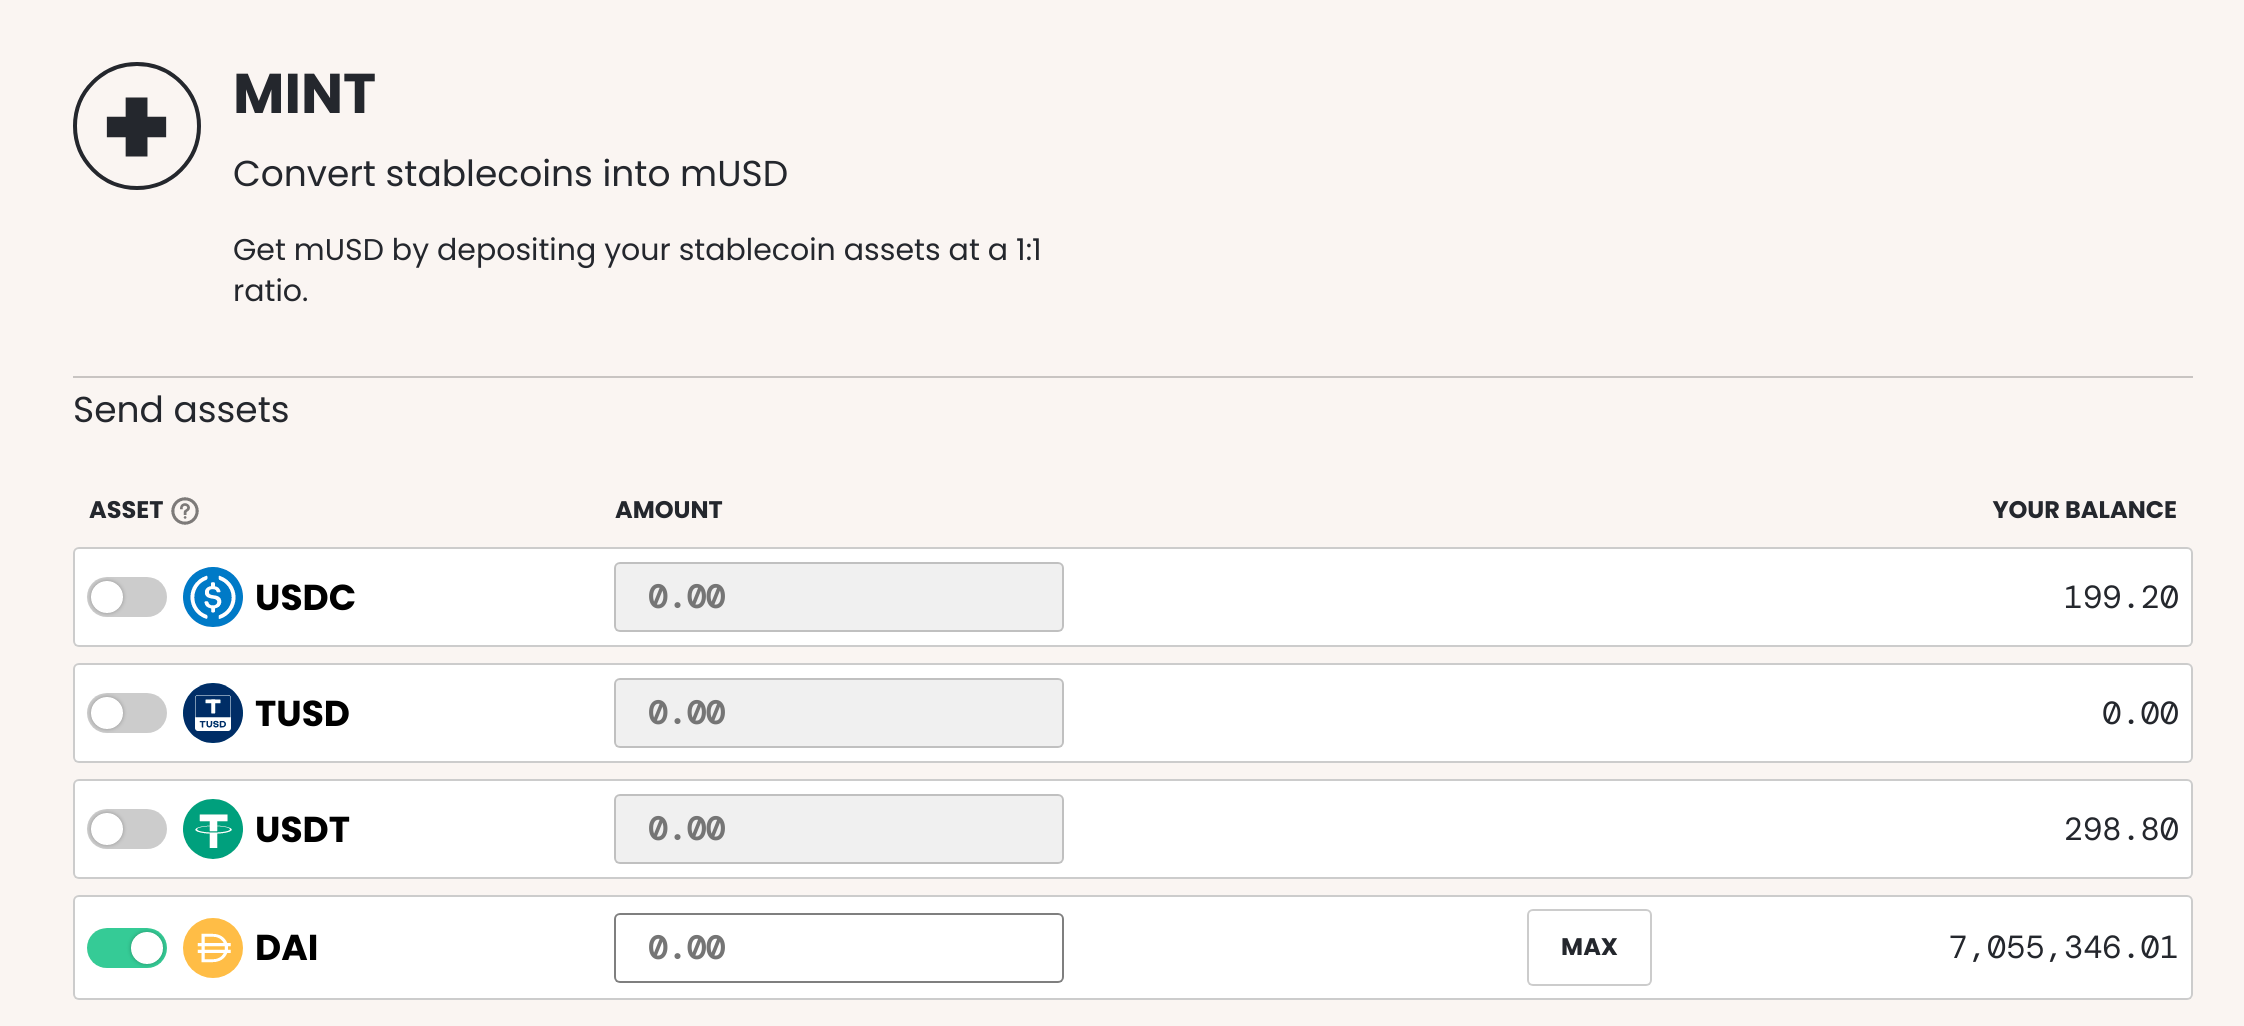 MINT
Convert stablecoins into mUSD
Get mUSD by depositing your stablecoin assets at a 1:1
ratio.
Send assets
ASSET ? AMOUNT YOUR BALANCE
$ USDC 0.00 199.20
T TUSD TUSD 0.00 0.00
USDT 0.00 298.80
DAI 0.00 MAX 7,055,346.01